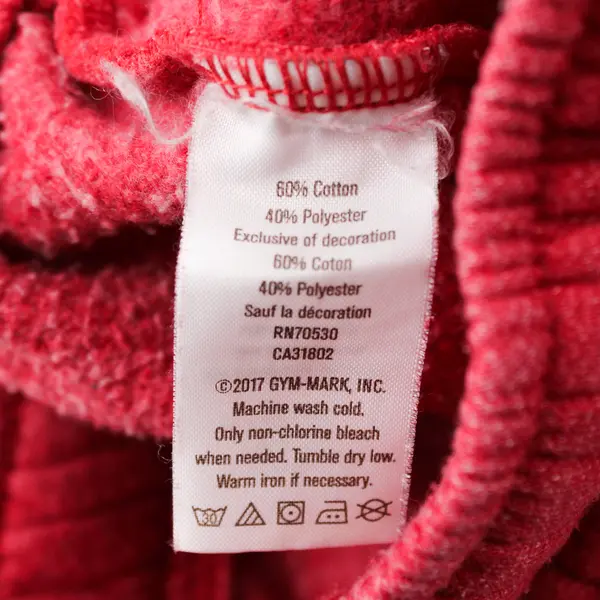 60% Cotton
40% Polyester
Exclusive of decoration
60% Coton
40% Polyester
Sauf la décoration
RN70530
CA31802
©2017 GYM-MARK, INC.
Machine wash cold.
Only non-chlorine bleach
when needed. Tumble dry low.
Warm iron if necessary.
30